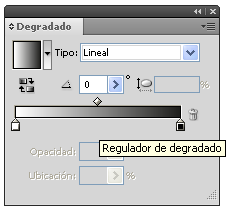 Degradado
Tipo: Lineal
0 ° %
Regulador de degradado
Opacidad:
Ubicación: %